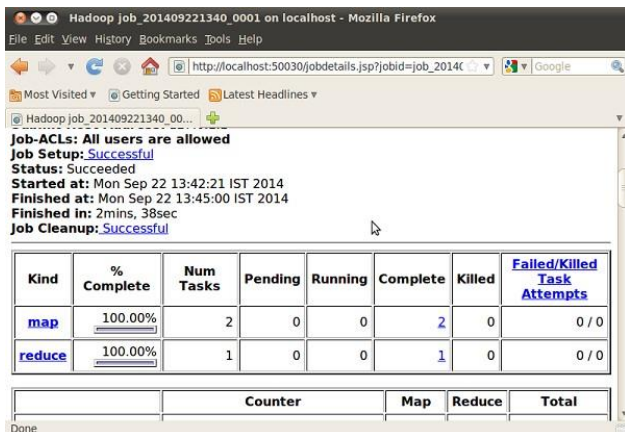 Hadoop job_201409221340_0001 on localhost - Mozilla Firefox
File Edit View History Bookmarks Tools Help
http://localhost:50030/jobdetails.jsp?jobid=job_2014
Google
Most Visited Getting Started Latest Headlines
Hadoop job_201409221340_00...
Job-ACLs: All users are allowed
Job Setup: Successful
Status: Succeeded
Started at: Mon Sep 22 13:42:21 IST 2014
Finished at: Mon Sep 22 13:45:00 IST 2014
Finished in: 2mins, 38sec
Job Cleanup: Successful
Kind % Complete Num Tasks Pending Running Complete Killed Failed/Killed Task Attempts
map 100.00% 2 0 0 2 0 0 / 0
reduce 100.00% 1 0 0 1 0 0 / 0
Counter Map Reduce Total
Done